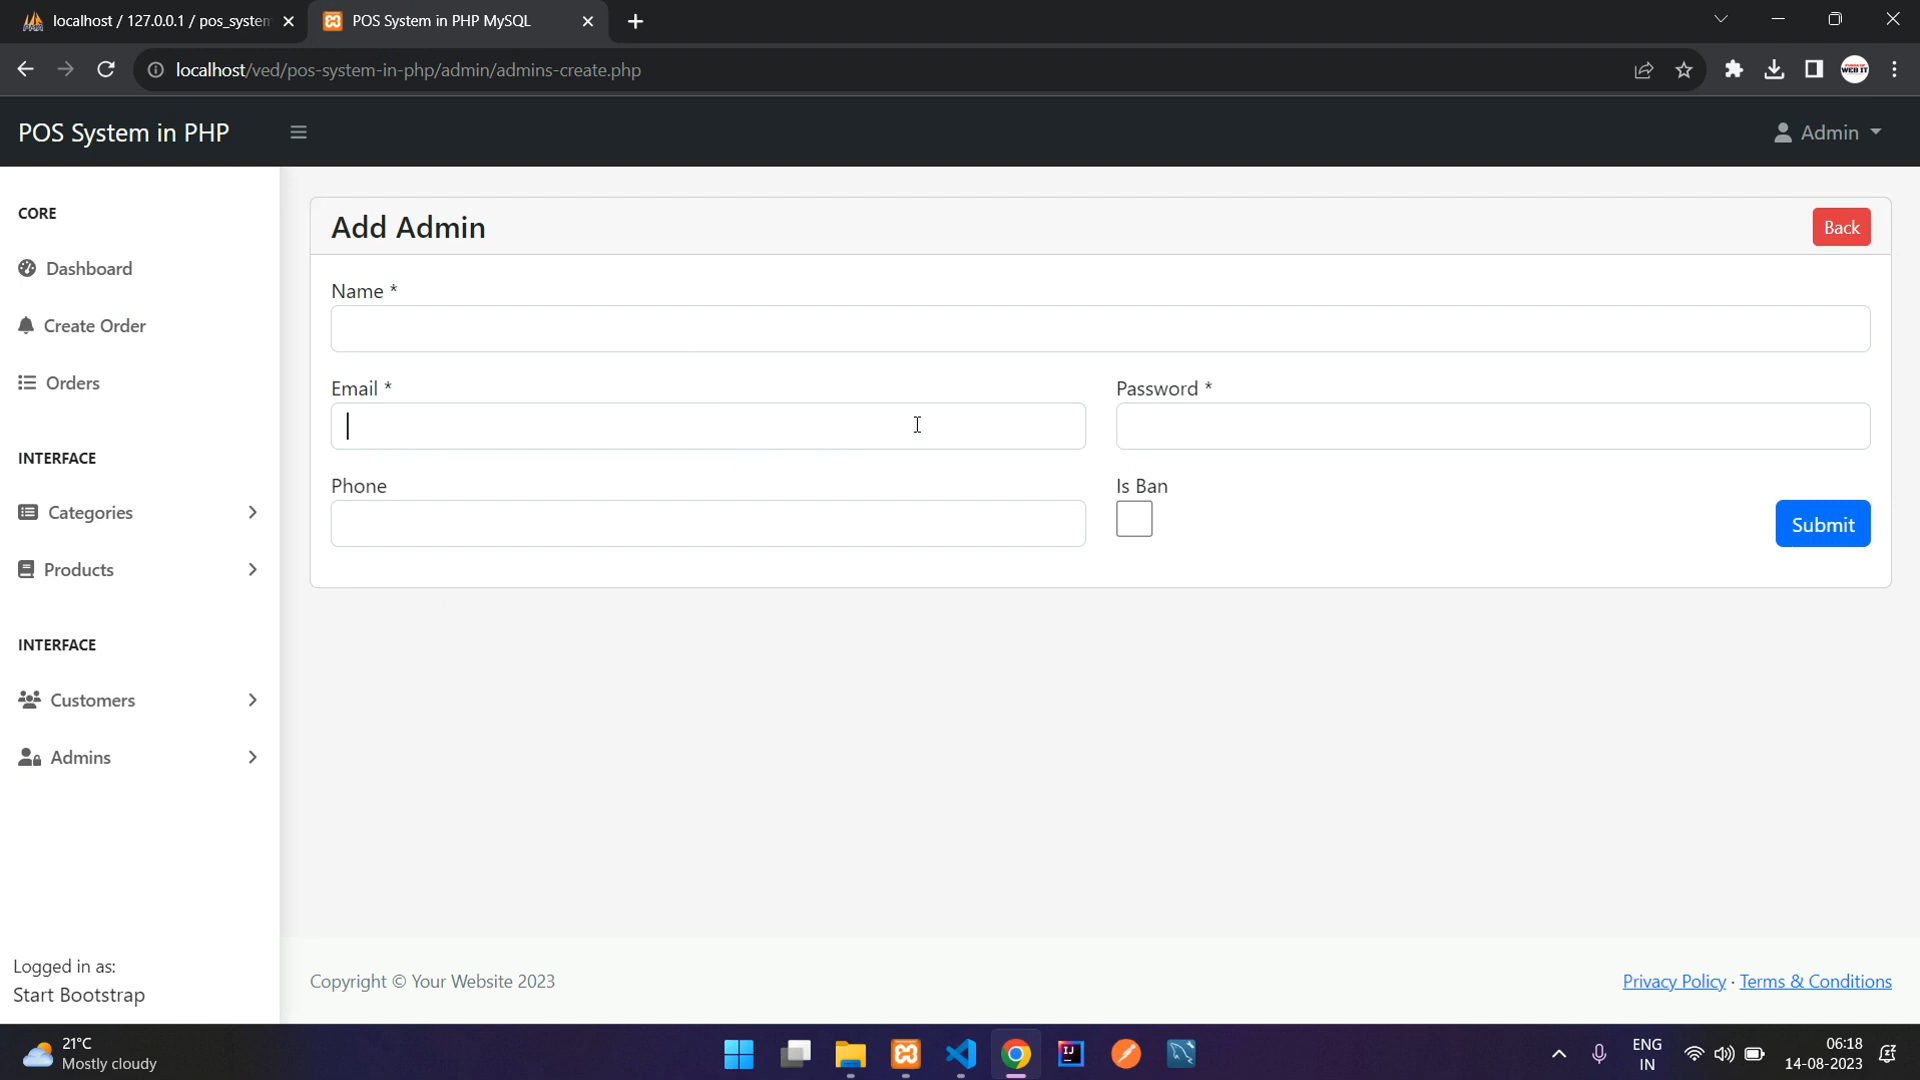 localhost / 127.0.0.1 / pos_system
POS System in PHP MySQL
localhost/ved/pos-system-in-php/admin/admins-create.php
WEB IT
POS System in PHP
Admin
CORE
Dashboard
Create Order
Orders
INTERFACE
Categories
Products
INTERFACE
Customers
Admins
Logged in as:
Start Bootstrap
Add Admin
Back
Name *
Email *
Password *
Phone
Is Ban
Submit
Copyright © Your Website 2023
Privacy Policy · Terms & Conditions
21°C
Mostly cloudy
IJ
ENG
IN
06:18
14-08-2023